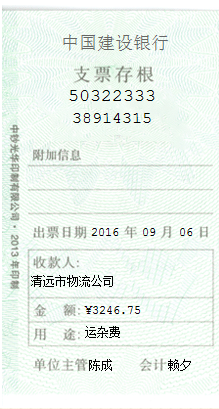 中国建设银行
支票存根
50322333
38914315
附加信息
出票日期 2016 年 09 月 06 日
收款人:
清远市物流公司
金 额: ¥3246.75
用 途: 运杂费
单位主管 陈成 会计 赖夕
中钞光华印制有限公司·2013年印制